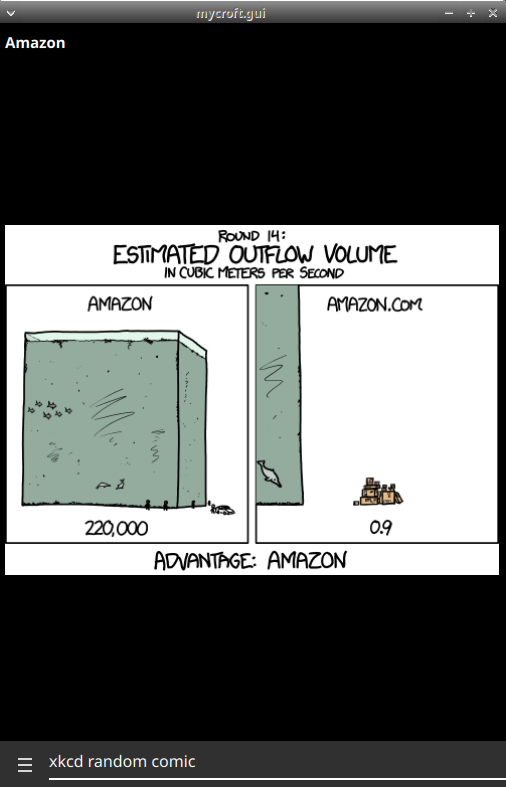 mycroft.gui
Amazon
ROUND 14:
ESTIMATED OUTFLOW VOLUME
IN CUBIC METERS PER SECOND
AMAZON
220,000
AMAZON.COM
0.9
ADVANTAGE: AMAZON
xkcd random comic